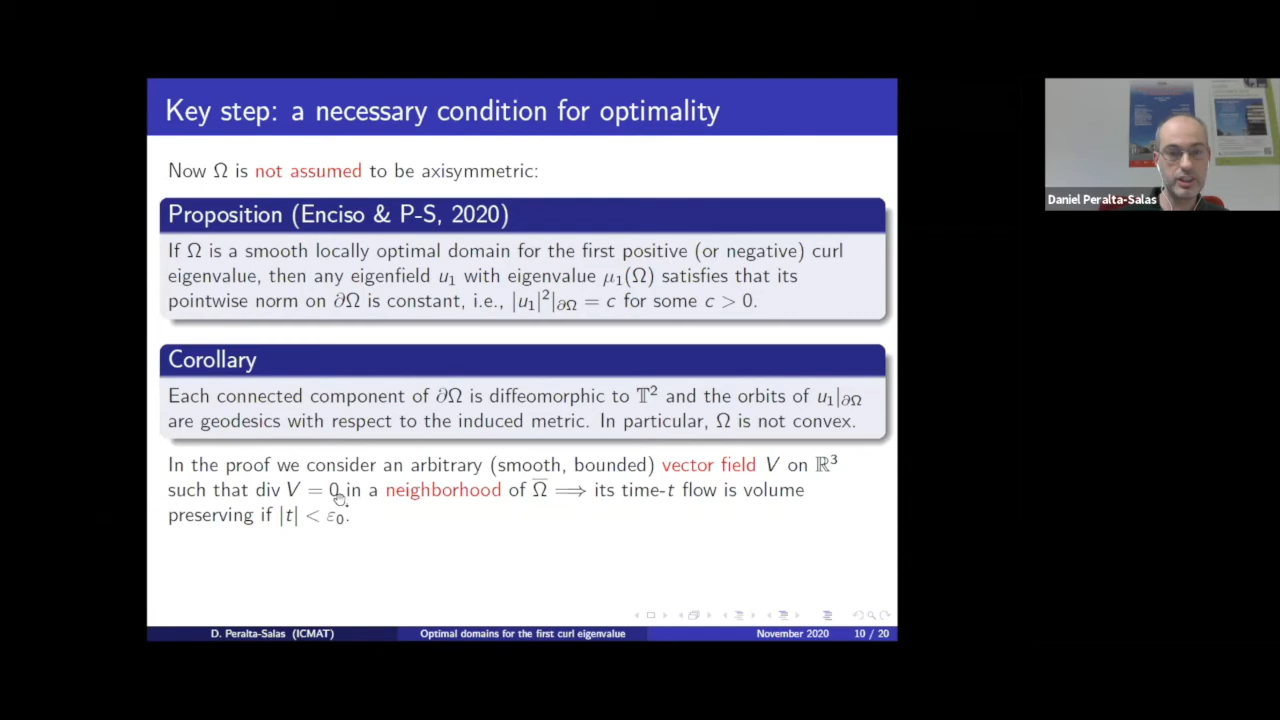 Key step: a necessary condition for optimality
Now Ω is not assumed to be axisymmetric:
Proposition (Enciso & P-S, 2020)
If Ω is a smooth locally optimal domain for the first positive (or negative) curl
eigenvalue, then any eigenfield u₁ with eigenvalue μ₁(Ω) satisfies that its
pointwise norm on ∂Ω is constant, i.e., |u₁|²|∂Ω = c for some c > 0.
Corollary
Each connected component of ∂Ω is diffeomorphic to 𝕋² and the orbits of u₁|∂Ω
are geodesics with respect to the induced metric. In particular, Ω is not convex.
In the proof we consider an arbitrary (smooth, bounded) vector field V on ℝ³
such that div V = 0 in a neighborhood of Ω̅ ⟹ its time-t flow is volume
preserving if |t| < ε₀.
D. Peralta-Salas (ICMAT)
Optimal domains for the first curl eigenvalue
November 2020
10 / 20
Daniel Peralta-Salas